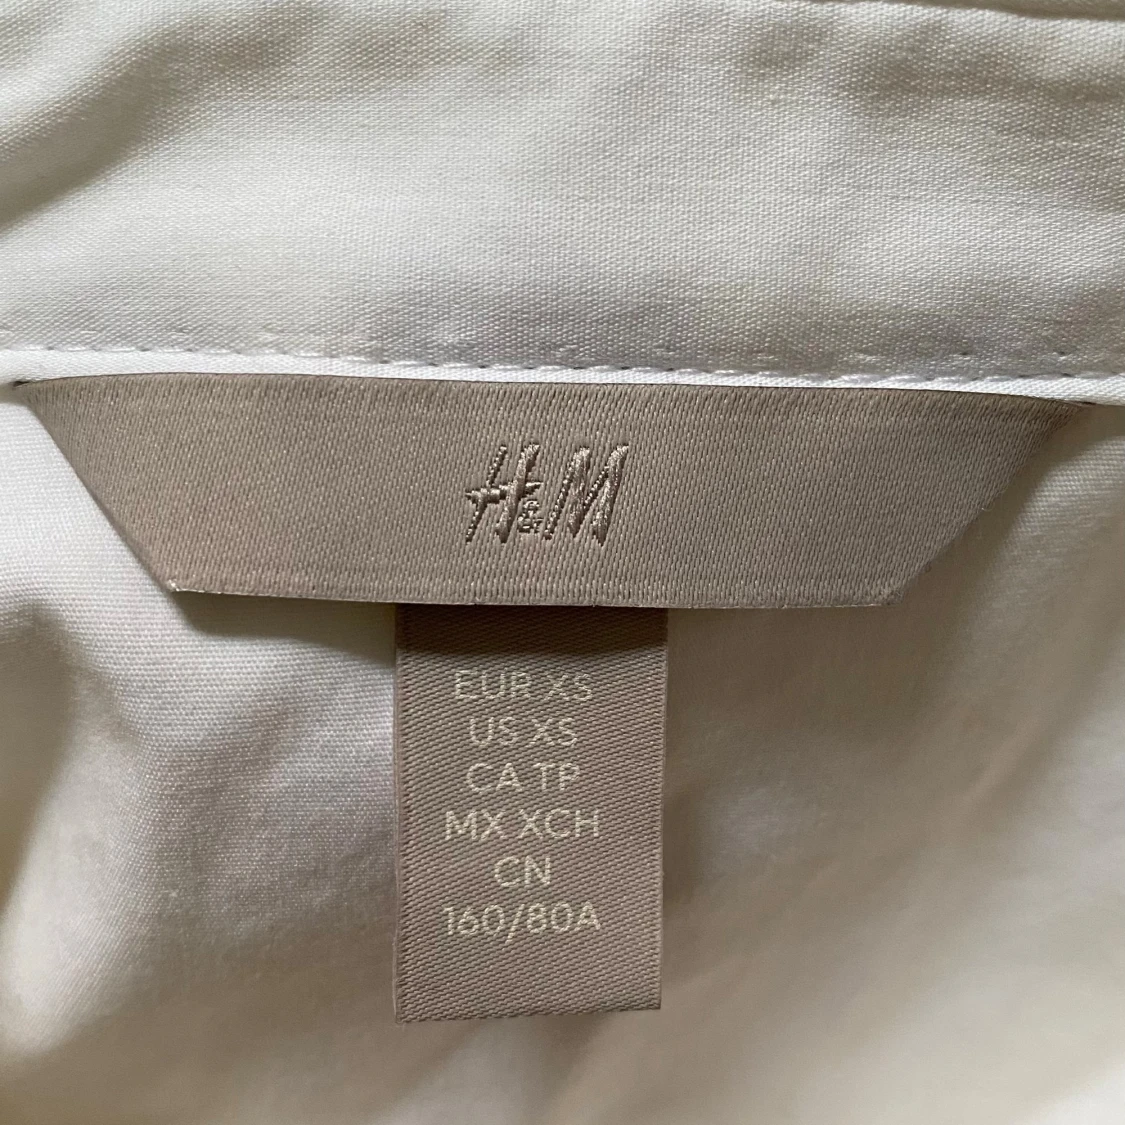 H&M
EUR XS
US XS
CA TP
MX XCH
CN
160/80A